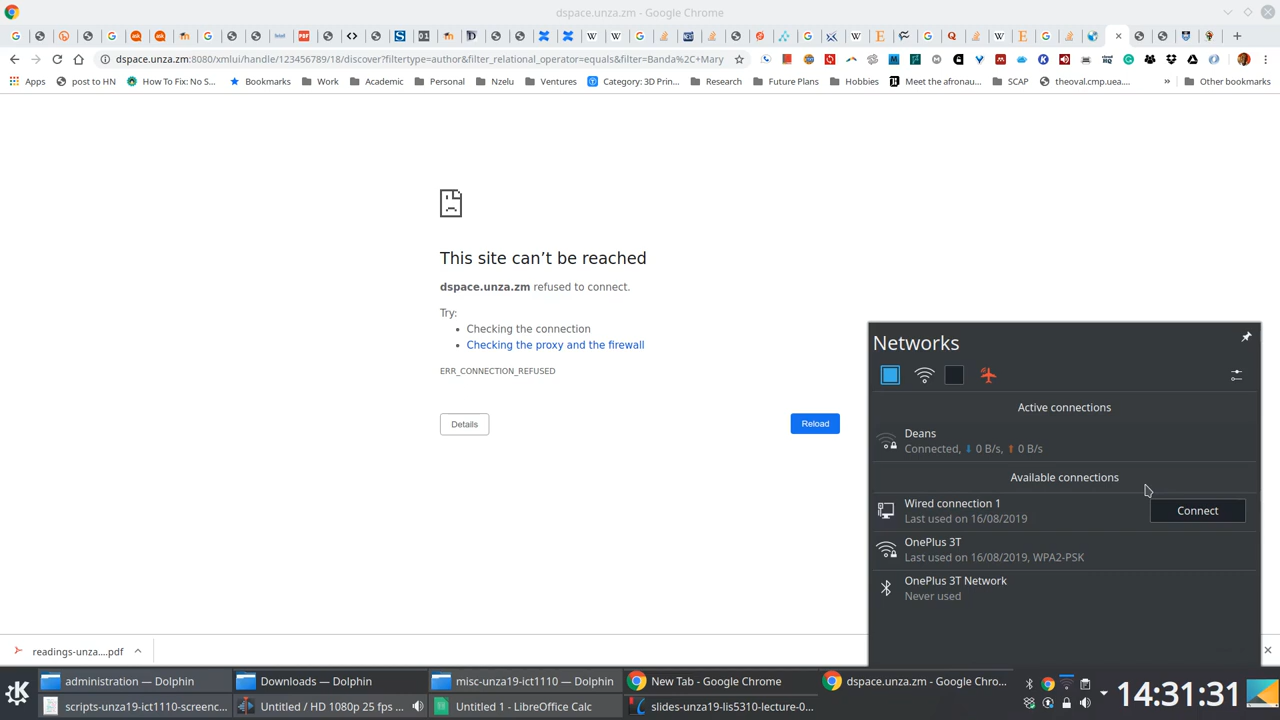 dspace.unza.zm - Google Chrome
dspace.unza.zm:8080/xmlui/handle/123456789/18/discover?filtertype=author&filter_relational_operator=equals&filter=Banda%2C+Mary
Apps
post to HN
How To Fix: No S...
Bookmarks
Work
Academic
Personal
Nzelu
Ventures
Category: 3D Prin...
Research
Future Plans
Hobbies
Meet the afronau...
SCAP
theoval.cmp.uea....
»
Other bookmarks
This site can't be reached
dspace.unza.zm refused to connect.
Try:
• Checking the connection
• Checking the proxy and the firewall
ERR_CONNECTION_REFUSED
Details
Reload
Networks
Active connections
Deans
Connected, 0 B/s, 0 B/s
Available connections
Wired connection 1
Last used on 16/08/2019
Connect
OnePlus 3T
Last used on 16/08/2019, WPA2-PSK
OnePlus 3T Network
Never used
readings-unza....pdf
administration — Dolphin
Downloads — Dolphin
misc-unza19-ict1110 — Dolphin
New Tab - Google Chrome
dspace.unza.zm - Google Chro...
scripts-unza19-ict1110-screenc...
Untitled / HD 1080p 25 fps ...
Untitled 1 - LibreOffice Calc
slides-unza19-lis5310-lecture-0...
14:31:31